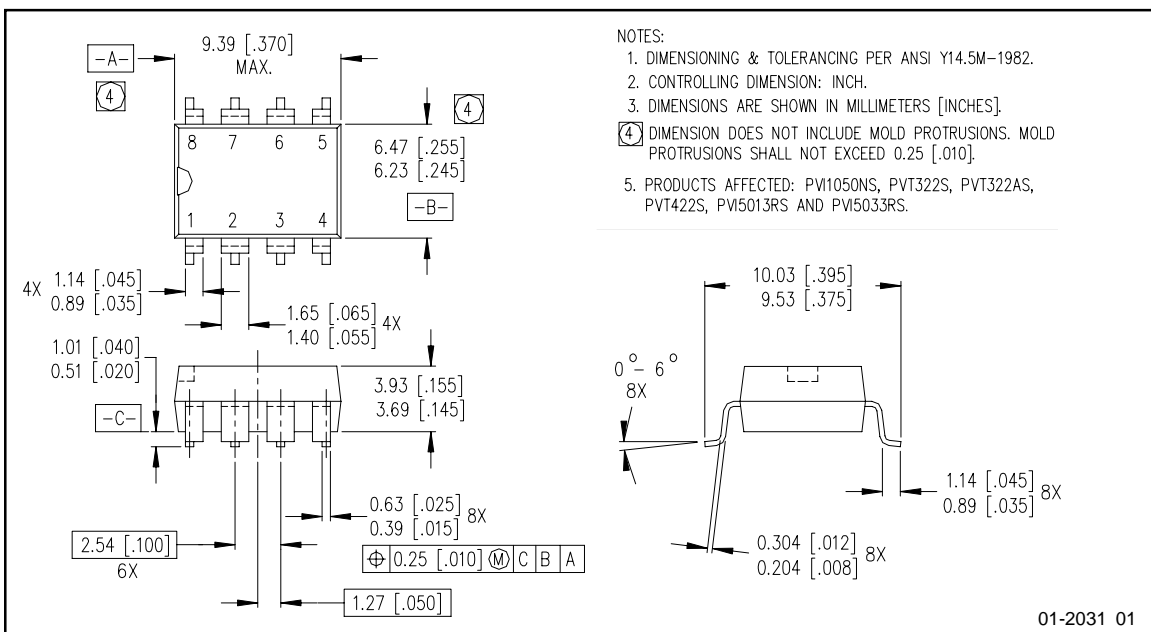 -A-
9.39 [.370]
MAX.
4
4
8 7 6 5
1 2 3 4
6.47 [.255]
6.23 [.245]
-B-
4X 1.14 [.045]
0.89 [.035]
1.65 [.065]
1.40 [.055] 4X
1.01 [.040]
0.51 [.020]
-C-
3.93 [.155]
3.69 [.145]
0.63 [.025]
0.39 [.015] 8X
2.54 [.100]
6X
⌖ 0.25 [.010] Ⓜ C B A
1.27 [.050]
NOTES:
1. DIMENSIONING & TOLERANCING PER ANSI Y14.5M-1982.
2. CONTROLLING DIMENSION: INCH.
3. DIMENSIONS ARE SHOWN IN MILLIMETERS [INCHES].
4 DIMENSION DOES NOT INCLUDE MOLD PROTRUSIONS. MOLD
PROTRUSIONS SHALL NOT EXCEED 0.25 [.010].
5. PRODUCTS AFFECTED: PVI1050NS, PVT322S, PVT322AS,
PVT422S, PVI5013RS AND PVI5033RS.
10.03 [.395]
9.53 [.375]
0° - 6°
8X
1.14 [.045]
0.89 [.035] 8X
0.304 [.012]
0.204 [.008] 8X
01-2031 01